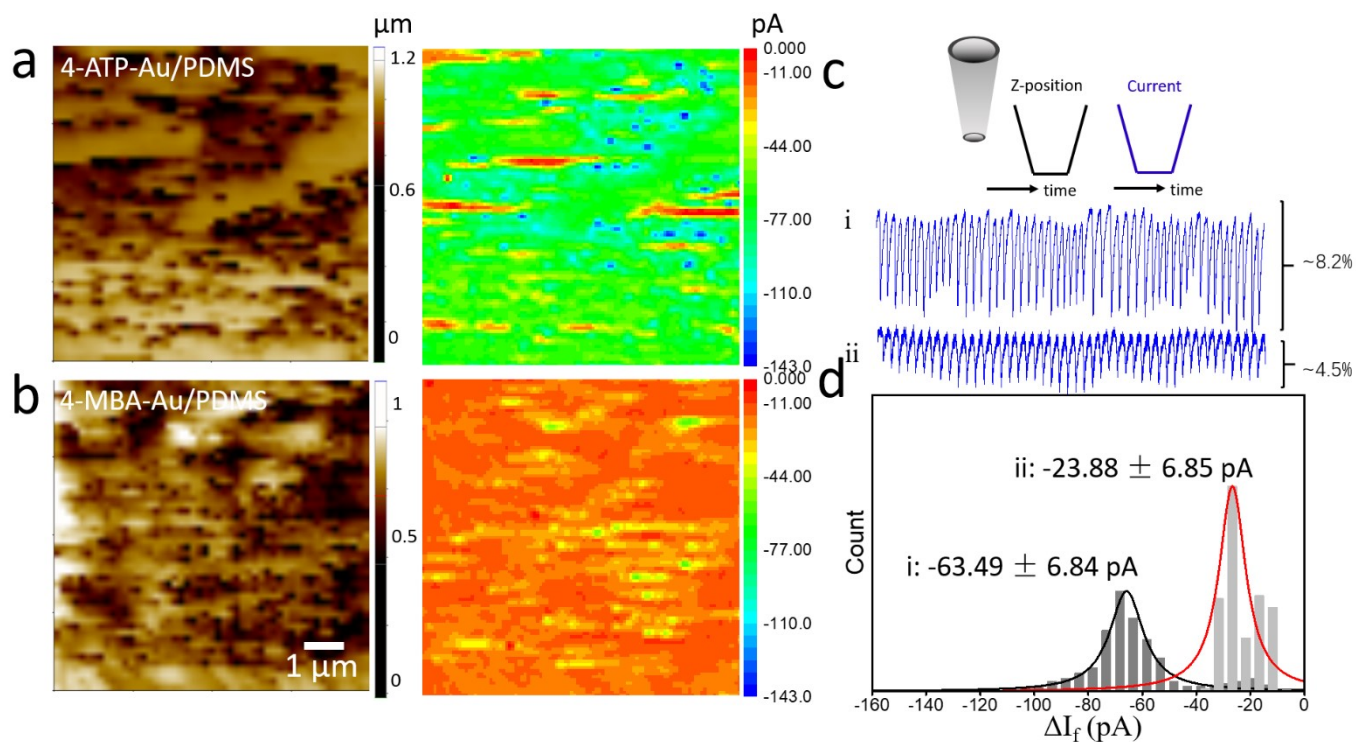 μm
pA
a
4-ATP-Au/PDMS
1.2
0.6
0
0.000
-11.00
-44.00
-77.00
-110.0
-143.0
b
4-MBA-Au/PDMS
1
0.5
0
1 μm
0.000
-11.00
-44.00
-77.00
-110.0
-143.0
c
Z-position
Current
time
time
i
~8.2%
ii
~4.5%
d
ii: -23.88 ± 6.85 pA
i: -63.49 ± 6.84 pA
Count
-160 -140 -120 -100 -80 -60 -40 -20 0
ΔI_f (pA)